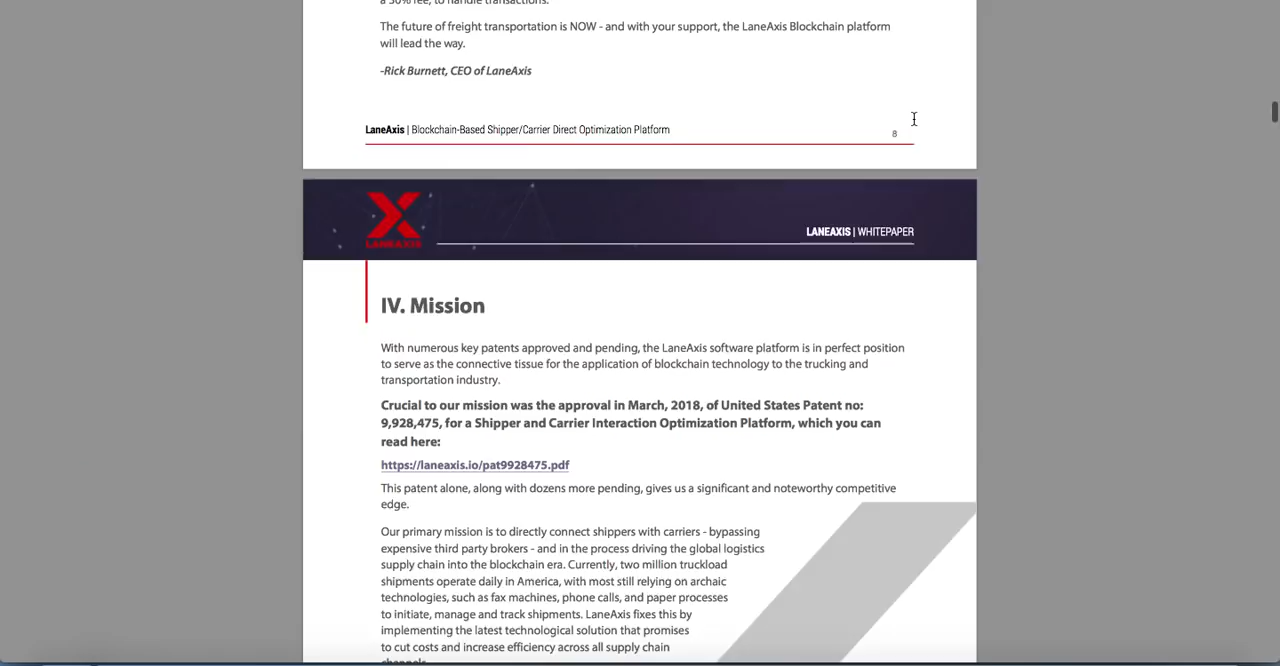 a 30% fee, to handle transactions.
The future of freight transportation is NOW - and with your support, the LaneAxis Blockchain platform
will lead the way.
-Rick Burnett, CEO of LaneAxis
LaneAxis | Blockchain-Based Shipper/Carrier Direct Optimization Platform
8
LANEAXIS
LANEAXIS | WHITEPAPER
IV. Mission
With numerous key patents approved and pending, the LaneAxis software platform is in perfect position
to serve as the connective tissue for the application of blockchain technology to the trucking and
transportation industry.
Crucial to our mission was the approval in March, 2018, of United States Patent no:
9,928,475, for a Shipper and Carrier Interaction Optimization Platform, which you can
read here:
https://laneaxis.io/pat9928475.pdf
This patent alone, along with dozens more pending, gives us a significant and noteworthy competitive
edge.
Our primary mission is to directly connect shippers with carriers - bypassing
expensive third party brokers - and in the process driving the global logistics
supply chain into the blockchain era. Currently, two million truckload
shipments operate daily in America, with most still relying on archaic
technologies, such as fax machines, phone calls, and paper processes
to initiate, manage and track shipments. LaneAxis fixes this by
implementing the latest technological solution that promises
to cut costs and increase efficiency across all supply chain
channels.